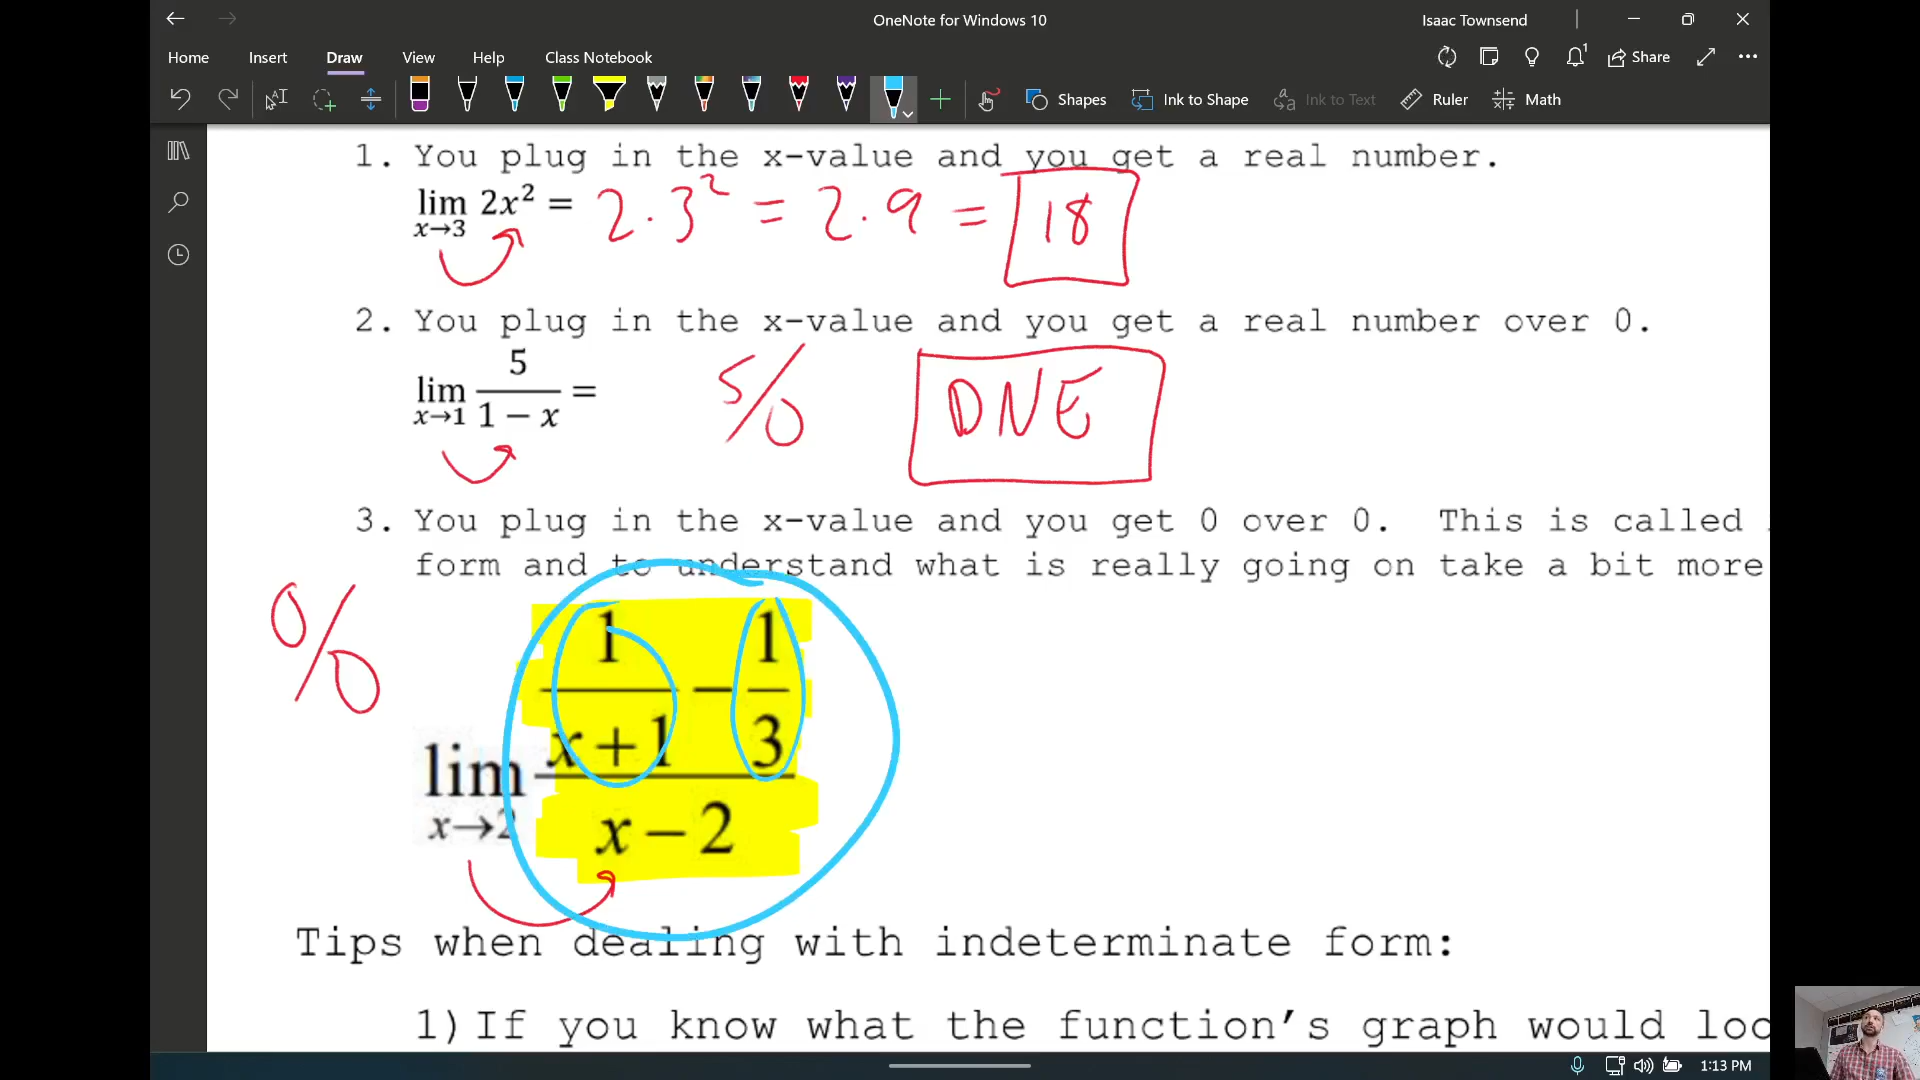 OneNote for Windows 10
Isaac Townsend
Home Insert Draw View Help Class Notebook
Share
Shapes Ink to Shape Ink to Text Ruler Math
1. You plug in the x-value and you get a real number.
lim x→3 2x² = 2·3² = 2·9 = 18
2. You plug in the x-value and you get a real number over 0.
lim x→1 5/(1 − x) = 5/0 DNE
3. You plug in the x-value and you get 0 over 0. This is called
form and to understand what is really going on take a bit more
0/0
lim x→2 (1/(x+1) − 1/3)/(x − 2)
Tips when dealing with indeterminate form:
1) If you know what the function's graph would loo
1:13 PM